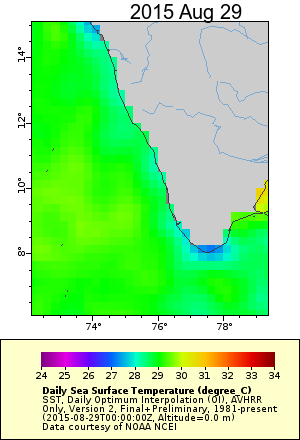 2015 Aug 29
14°
12°
10°
8°
74° 76° 78°
24 25 26 27 28 29 30 31 32 33 34
Daily Sea Surface Temperature (degree_C)
SST, Daily Optimum Interpolation (OI), AVHRR
Only, Version 2, Final+Preliminary, 1981-present
(2015-08-29T00:00:00Z, Altitude=0.0 m)
Data courtesy of NOAA NCEI